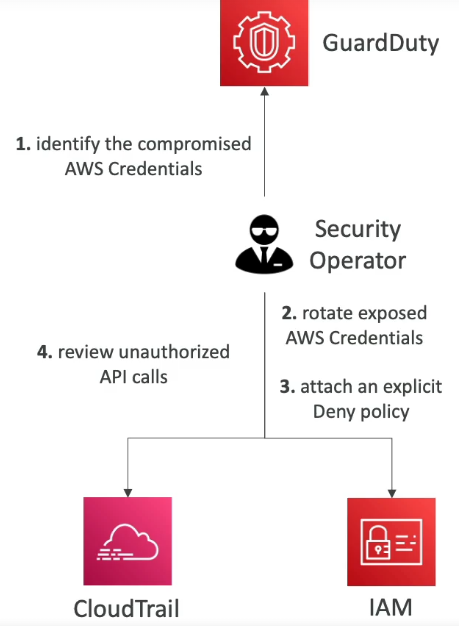 GuardDuty
1. identify the compromised
AWS Credentials
Security
Operator
2. rotate exposed
AWS Credentials
4. review unauthorized
API calls
3. attach an explicit
Deny policy
CloudTrail
IAM